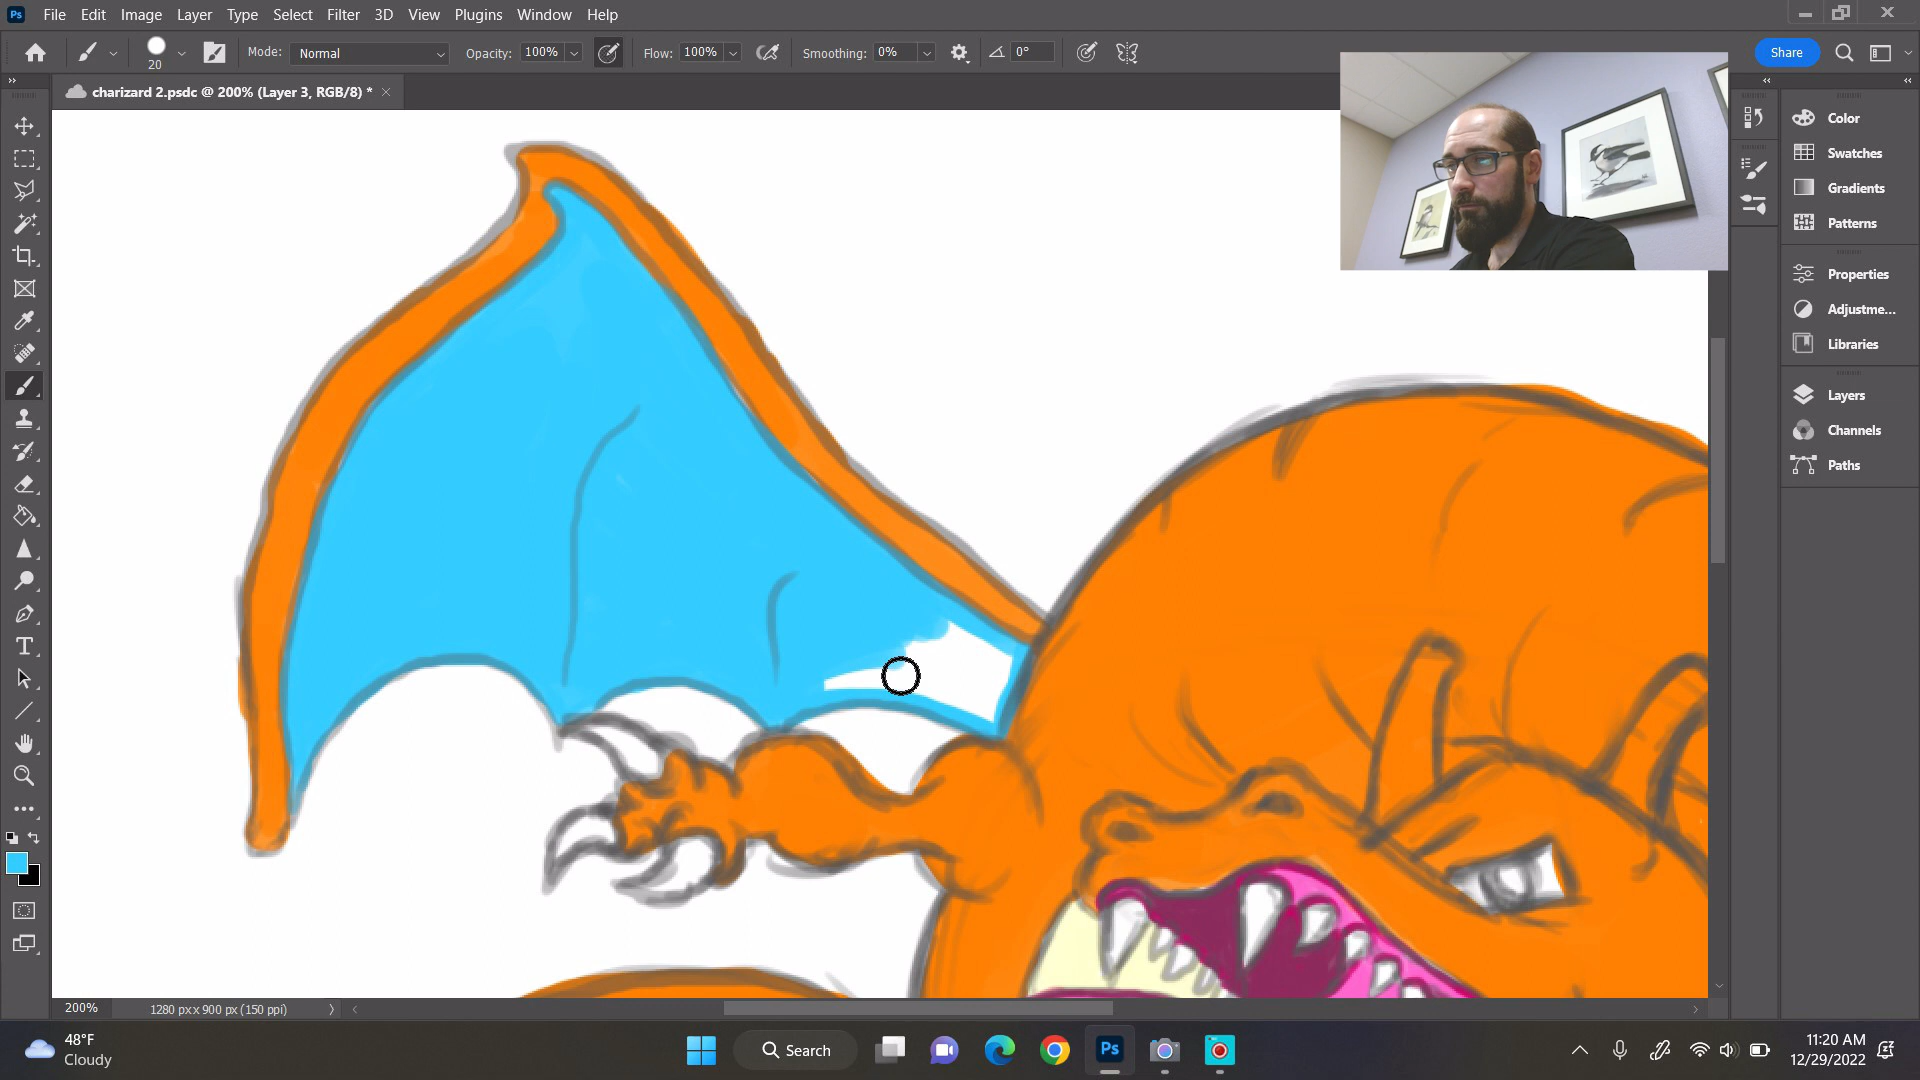 Ps File Edit Image Layer Type Select Filter 3D View Plugins Window Help
20 Mode: Normal Opacity: 100% Flow: 100% Smoothing: 0% 0° Share
charizard 2.psdc @ 200% (Layer 3, RGB/8) *
Color
Swatches
Gradients
Patterns
Properties
Adjustme...
Libraries
Layers
Channels
Paths
200% 1280 px x 900 px (150 ppi)
48°F
Cloudy
Search
Ps
11:20 AM
12/29/2022